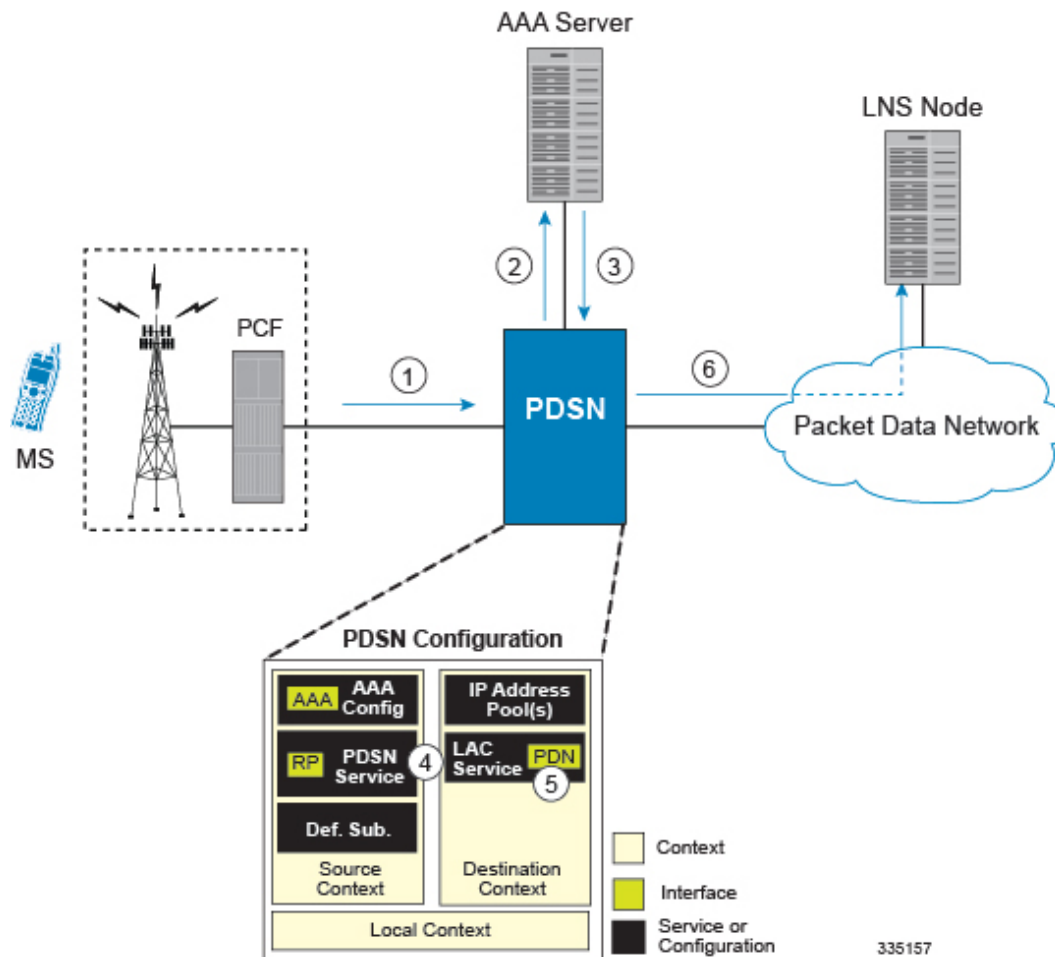 AAA Server
LNS Node
2
3
PCF
1
6
PDSN
Packet Data Network
MS
PDSN Configuration
AAA
AAA
Config
IP Address
Pool(s)
RP
PDSN
Service
4
LAC
Service
PDN
5
Def. Sub.
Source
Context
Destination
Context
Local Context
Context
Interface
Service or
Configuration
335157